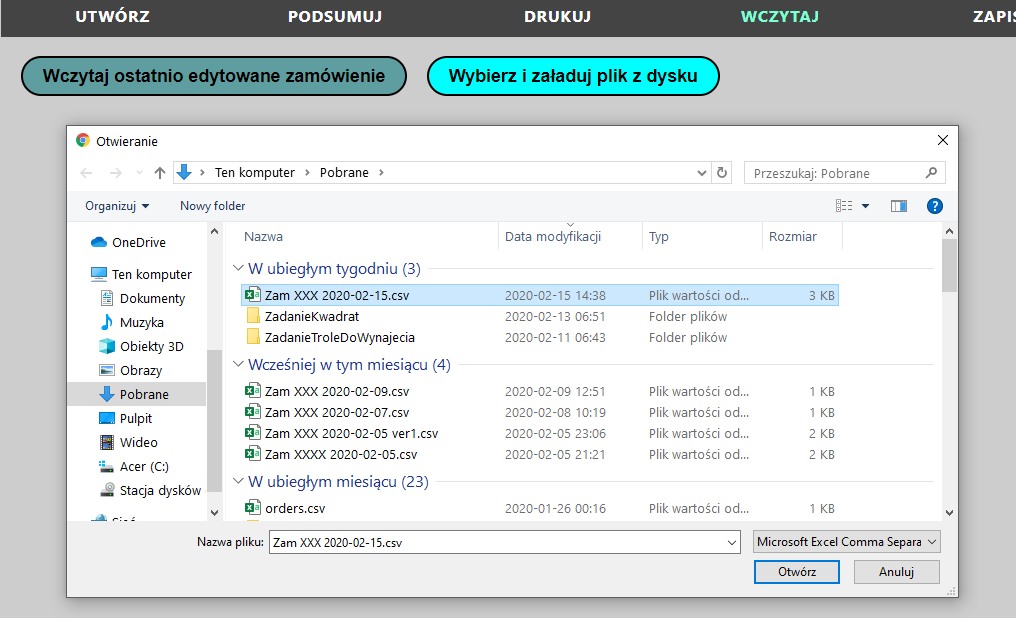 UTWÓRZ PODSUMUJ DRUKUJ WCZYTAJ ZAPIS
Wczytaj ostatnio edytowane zamówienie Wybierz i załaduj plik z dysku
Otwieranie
Ten komputer Pobrane Przeszukaj: Pobrane
Organizuj Nowy folder
Nazwa Data modyfikacji Typ Rozmiar
OneDrive
Ten komputer
Dokumenty
Muzyka
Obiekty 3D
Obrazy
Pobrane
Pulpit
Wideo
Acer (C:)
Stacja dysków
Sieć
W ubiegłym tygodniu (3)
Zam XXX 2020-02-15.csv 2020-02-15 14:38 Plik wartości od... 3 KB
ZadanieKwadrat 2020-02-13 06:51 Folder plików
ZadanieTroleDoWynajecia 2020-02-11 06:43 Folder plików
Wcześniej w tym miesiącu (4)
Zam XXX 2020-02-09.csv 2020-02-09 12:51 Plik wartości od... 1 KB
Zam XXX 2020-02-07.csv 2020-02-08 10:19 Plik wartości od... 1 KB
Zam XXX 2020-02-05 ver1.csv 2020-02-05 23:06 Plik wartości od... 2 KB
Zam XXXX 2020-02-05.csv 2020-02-05 21:21 Plik wartości od... 2 KB
W ubiegłym miesiącu (23)
orders.csv 2020-01-26 00:16 Plik wartości od... 1 KB
Nazwa pliku: Zam XXX 2020-02-15.csv Microsoft Excel Comma Separa
Otwórz Anuluj